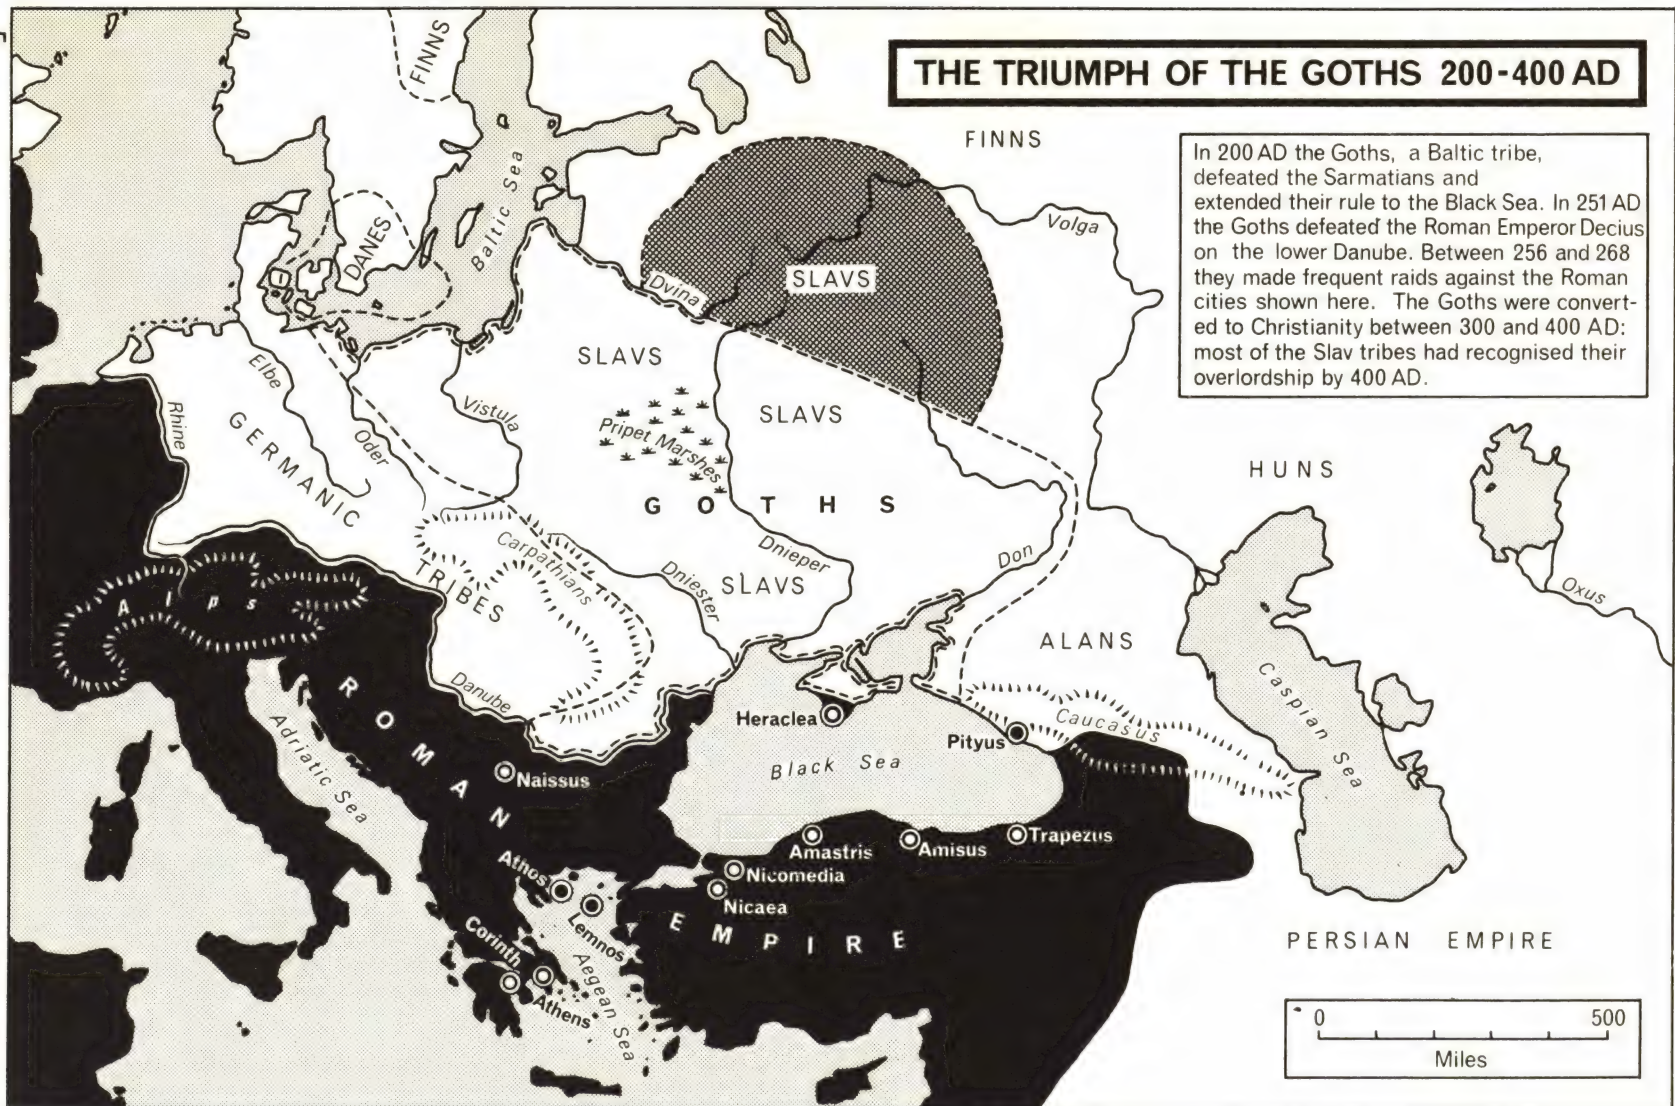 THE TRIUMPH OF THE GOTHS 200-400 AD
In 200 AD the Goths, a Baltic tribe,
defeated the Sarmatians and
extended their rule to the Black Sea. In 251 AD
the Goths defeated the Roman Emperor Decius
on the lower Danube. Between 256 and 268
they made frequent raids against the Roman
cities shown here. The Goths were convert-
ed to Christianity between 300 and 400 AD:
most of the Slav tribes had recognised their
overlordship by 400 AD.
FINNS
FINNS
Baltic Sea
DANES
Volga
SLAVS
Dvina
SLAVS
Elbe
Rhine
GERMANIC
TRIBES
Oder
Vistula
Pripet Marshes
SLAVS
HUNS
GOTHS
Carpathians
Dnieper
Don
Dniester
SLAVS
Oxus
Alps
ALANS
Danube
Caspian Sea
Caucasus
ROMAN
EMPIRE
Adriatic Sea
Heraclea
Pityus
Black Sea
Naissus
Amastris
Amisus
Trapezus
Nicomedia
Nicaea
Athos
Lemnos
Corinth
Athens
Aegean Sea
PERSIAN EMPIRE
0 500
Miles